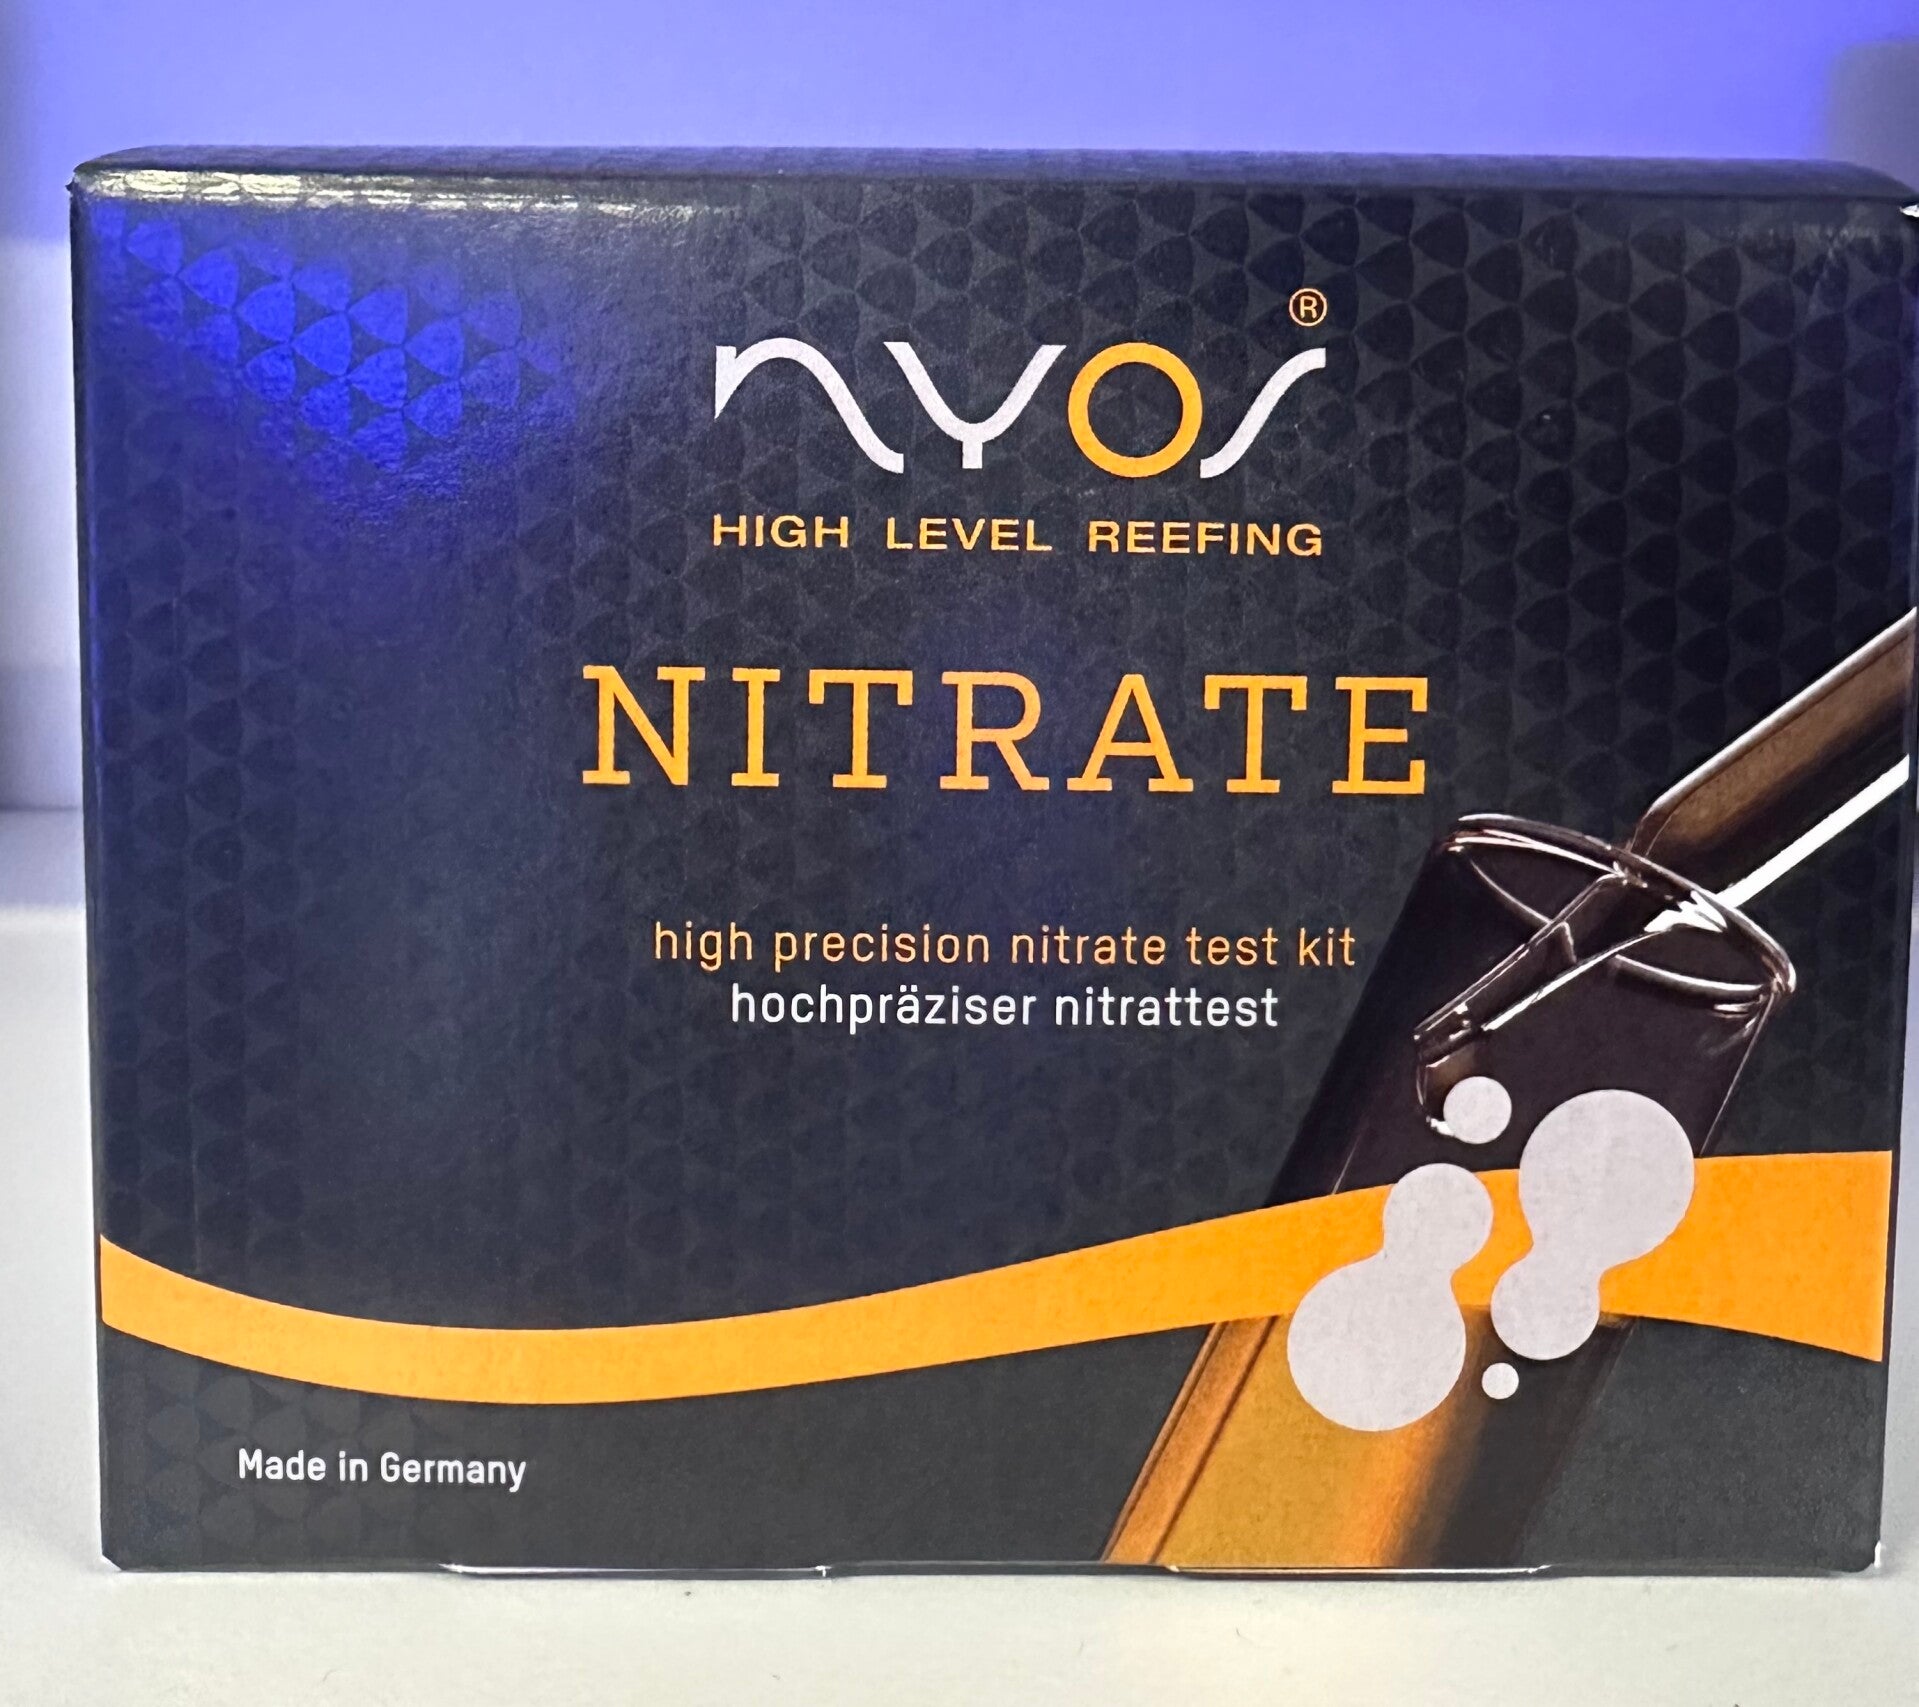 nyos®
HIGH LEVEL REEFING
NITRATE
high precision nitrate test kit
hochpräziser nitrattest
Made in Germany